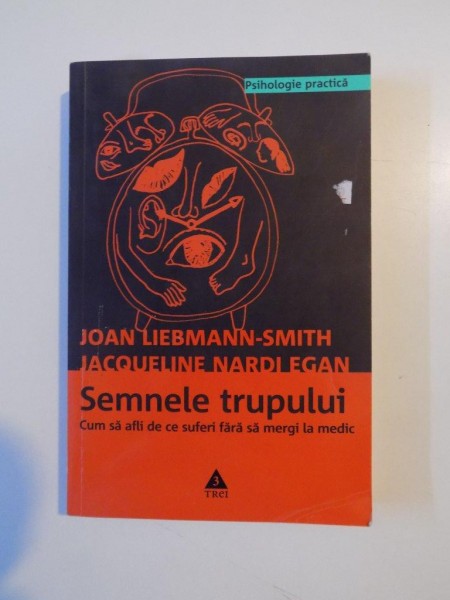 Psihologie practică
JOAN LIEBMANN-SMITH
JACQUELINE NARDI EGAN
Semnele trupului
Cum să afli de ce suferi fără să mergi la medic
3
TREI